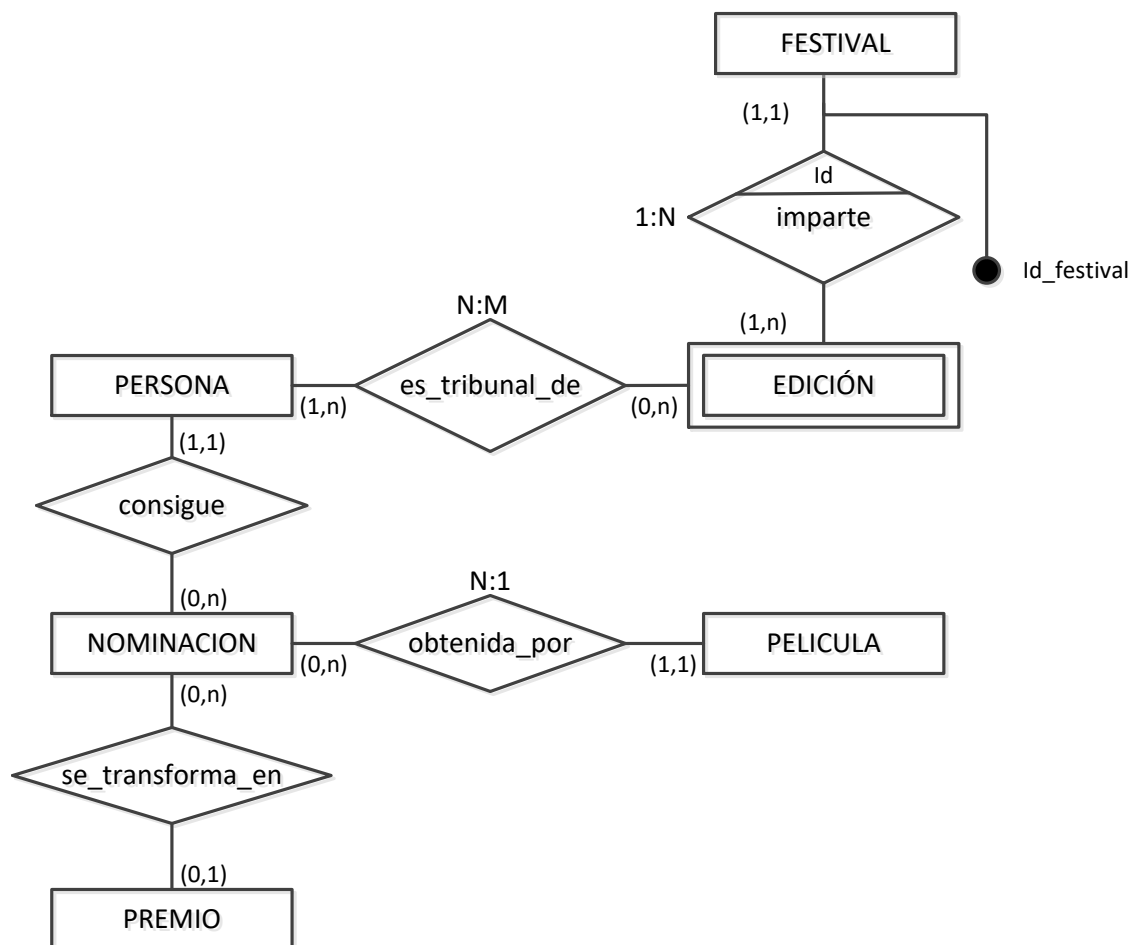 FESTIVAL
(1,1)
Id
1:N
imparte
Id_festival
N:M
(1,n)
PERSONA
es_tribunal_de
EDICIÓN
(1,n)
(0,n)
(1,1)
consigue
N:1
(0,n)
NOMINACION
obtenida_por
PELICULA
(0,n)
(1,1)
(0,n)
se_transforma_en
(0,1)
PREMIO